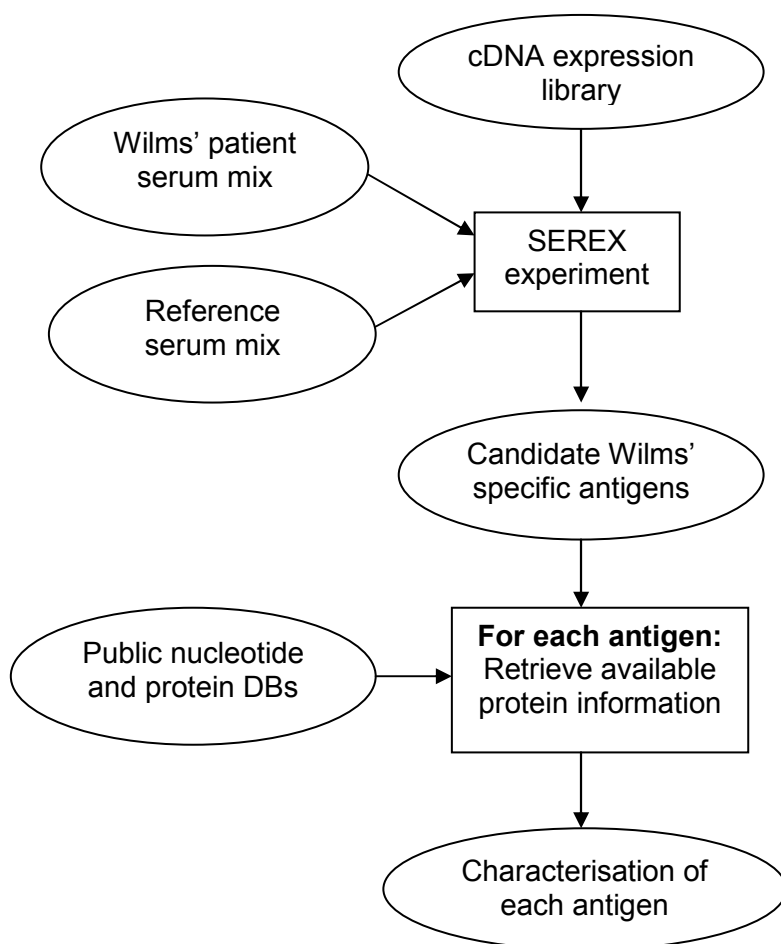 cDNA expression
library
Wilms’ patient
serum mix
SEREX
experiment
Reference
serum mix
Candidate Wilms’
specific antigens
For each antigen:
Retrieve available
protein information
Public nucleotide
and protein DBs
Characterisation of
each antigen